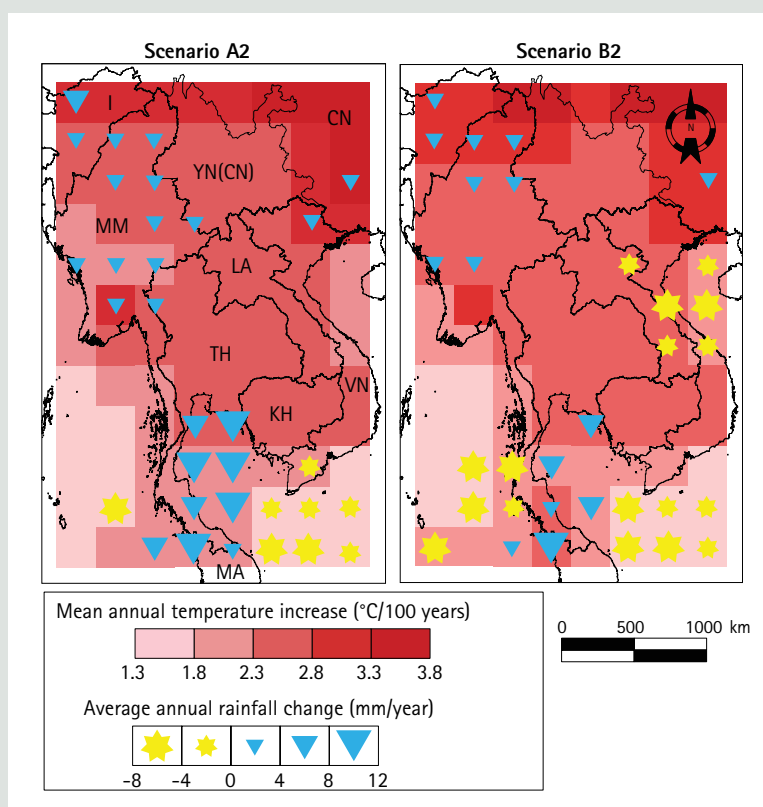 Scenario A2
Scenario B2
I
CN
N
YN(CN)
MM
LA
TH
VN
KH
MA
Mean annual temperature increase (°C/100 years)
1.3 1.8 2.3 2.8 3.3 3.8
Average annual rainfall change (mm/year)
-8 -4 0 4 8 12
0 500 1000 km